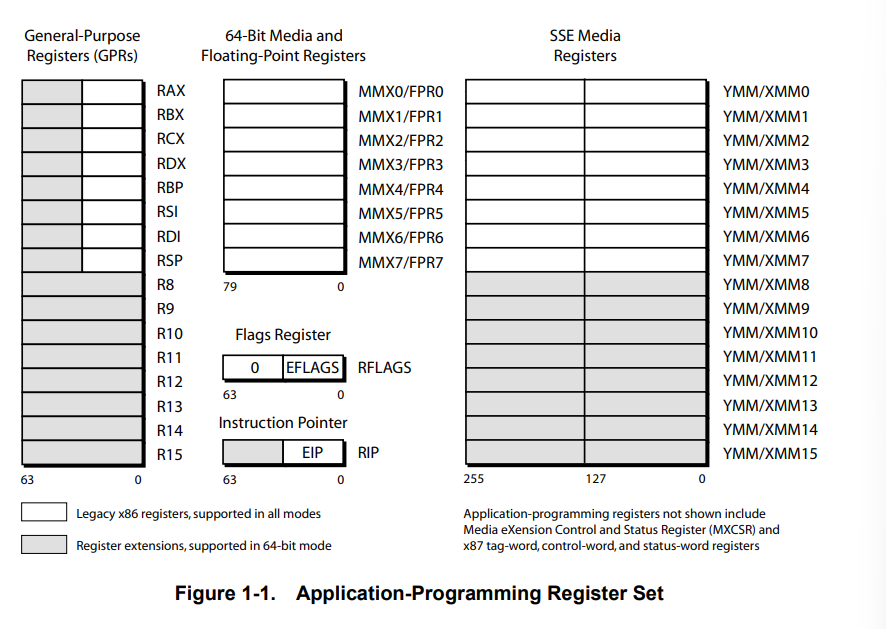 General-Purpose
Registers (GPRs)
64-Bit Media and
Floating-Point Registers
SSE Media
Registers
RAX
RBX
RCX
RDX
RBP
RSI
RDI
RSP
R8
R9
R10
R11
R12
R13
R14
R15
63 0
MMX0/FPR0
MMX1/FPR1
MMX2/FPR2
MMX3/FPR3
MMX4/FPR4
MMX5/FPR5
MMX6/FPR6
MMX7/FPR7
79 0
Flags Register
0 EFLAGS RFLAGS
63 0
Instruction Pointer
EIP RIP
63 0
YMM/XMM0
YMM/XMM1
YMM/XMM2
YMM/XMM3
YMM/XMM4
YMM/XMM5
YMM/XMM6
YMM/XMM7
YMM/XMM8
YMM/XMM9
YMM/XMM10
YMM/XMM11
YMM/XMM12
YMM/XMM13
YMM/XMM14
YMM/XMM15
255 127 0
Legacy x86 registers, supported in all modes
Register extensions, supported in 64-bit mode
Application-programming registers not shown include
Media eXension Control and Status Register (MXCSR) and
x87 tag-word, control-word, and status-word registers
Figure 1-1. Application-Programming Register Set